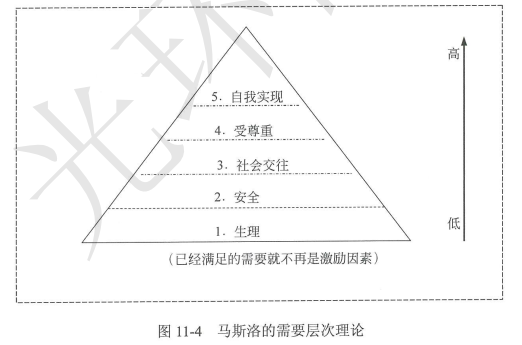 高
5．自我实现
4．受尊重
3．社会交往
2．安全
低
1．生理
（已经满足的需要就不再是激励因素）
图 11-4　马斯洛的需要层次理论
光环